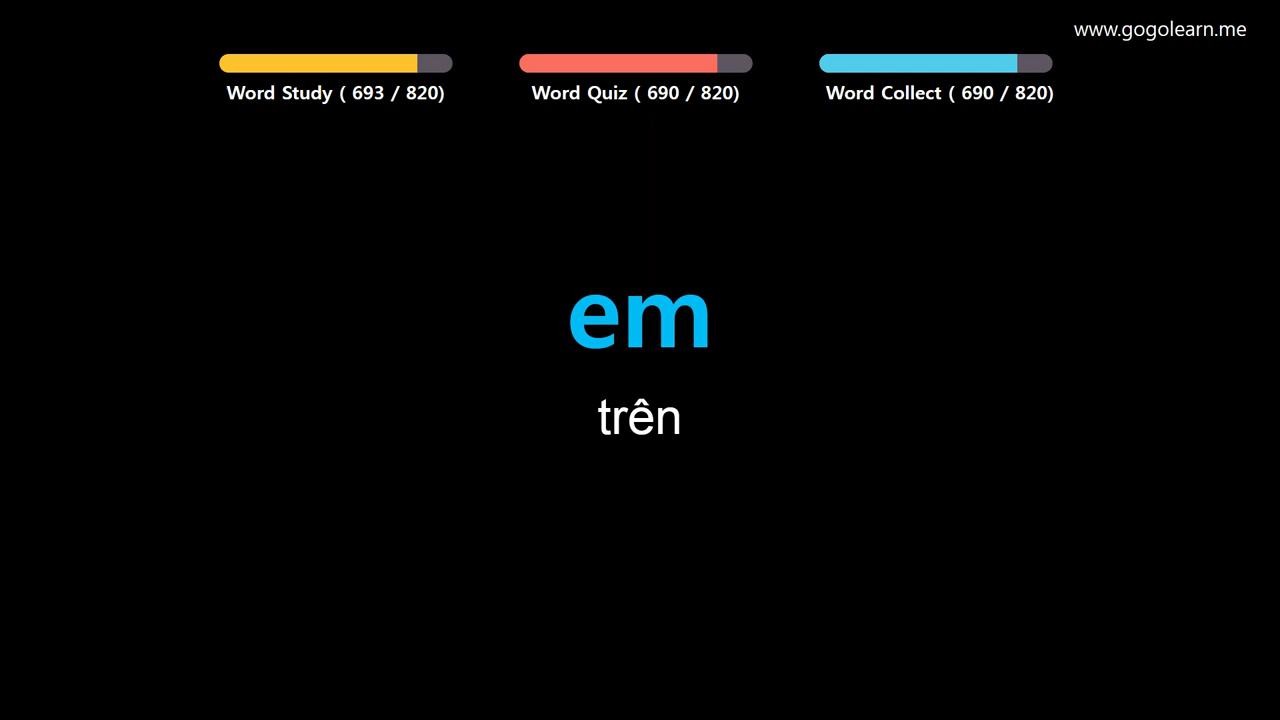 www.gogolearn.me
Word Study ( 693 / 820)
Word Quiz ( 690 / 820)
Word Collect ( 690 / 820)
em
trên